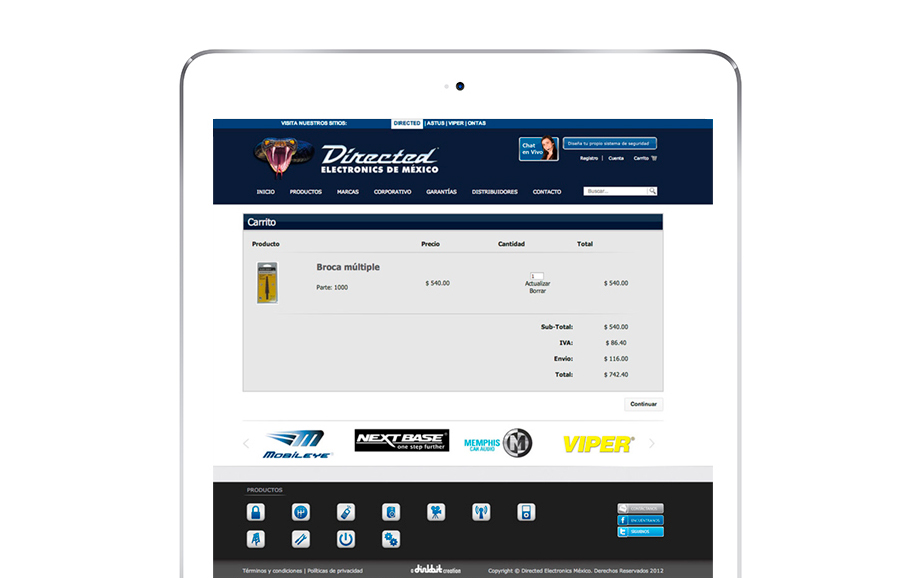 VISITA NUESTROS SITIOS: DIRECTED | ASTUS | VIPER | ONTAS
Directed
ELECTRONICS DE MÉXICO
Chat
en Vivo
Diseña tu propio sistema de seguridad
Registro | Cuenta Carrito
INICIO PRODUCTOS MARCAS CORPORATIVO GARANTÍAS DISTRIBUIDORES CONTACTO Buscar...
Carrito
Producto Precio Cantidad Total
Broca múltiple
Parte: 1000
$ 540.00
1
Actualizar
Borrar
$ 540.00
Sub-Total: $ 540.00
IVA: $ 86.40
Envio: $ 116.00
Total: $ 742.40
Continuar
MOBILEYE
NEXT BASE
one step further
MEMPHIS
CAR AUDIO
M
VIPER
PRODUCTOS
CONTÁCTANOS
ENCUÉNTRANOS
SÍGUENOS
Términos y condiciones | Políticas de privacidad
a dinkbit creation
Copyright © Directed Electronics México. Derechos Reservados 2012